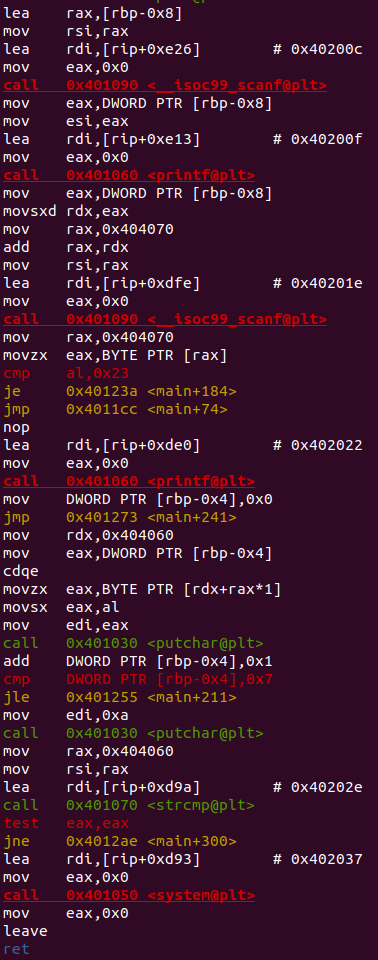 lea rax,[rbp-0x8]
mov rsi,rax
lea rdi,[rip+0xe26] # 0x40200c
mov eax,0x0
call 0x401090 <__isoc99_scanf@plt>
mov eax,DWORD PTR [rbp-0x8]
mov esi,eax
lea rdi,[rip+0xe13] # 0x40200f
mov eax,0x0
call 0x401060 <printf@plt>
mov eax,DWORD PTR [rbp-0x8]
movsxd rdx,eax
mov rax,0x404070
add rax,rdx
mov rsi,rax
lea rdi,[rip+0xdfe] # 0x40201e
mov eax,0x0
call 0x401090 <__isoc99_scanf@plt>
mov rax,0x404070
movzx eax,BYTE PTR [rax]
cmp al,0x23
je 0x40123a <main+184>
jmp 0x4011cc <main+74>
nop
lea rdi,[rip+0xde0] # 0x402022
mov eax,0x0
call 0x401060 <printf@plt>
mov DWORD PTR [rbp-0x4],0x0
jmp 0x401273 <main+241>
mov rdx,0x404060
mov eax,DWORD PTR [rbp-0x4]
cdqe
movzx eax,BYTE PTR [rdx+rax*1]
movsx eax,al
mov edi,eax
call 0x401030 <putchar@plt>
add DWORD PTR [rbp-0x4],0x1
cmp DWORD PTR [rbp-0x4],0x7
jle 0x401255 <main+211>
mov edi,0xa
call 0x401030 <putchar@plt>
mov rax,0x404060
mov rsi,rax
lea rdi,[rip+0xd9a] # 0x40202e
call 0x401070 <strcmp@plt>
test eax,eax
jne 0x4012ae <main+300>
lea rdi,[rip+0xd93] # 0x402037
mov eax,0x0
call 0x401050 <system@plt>
mov eax,0x0
leave
ret